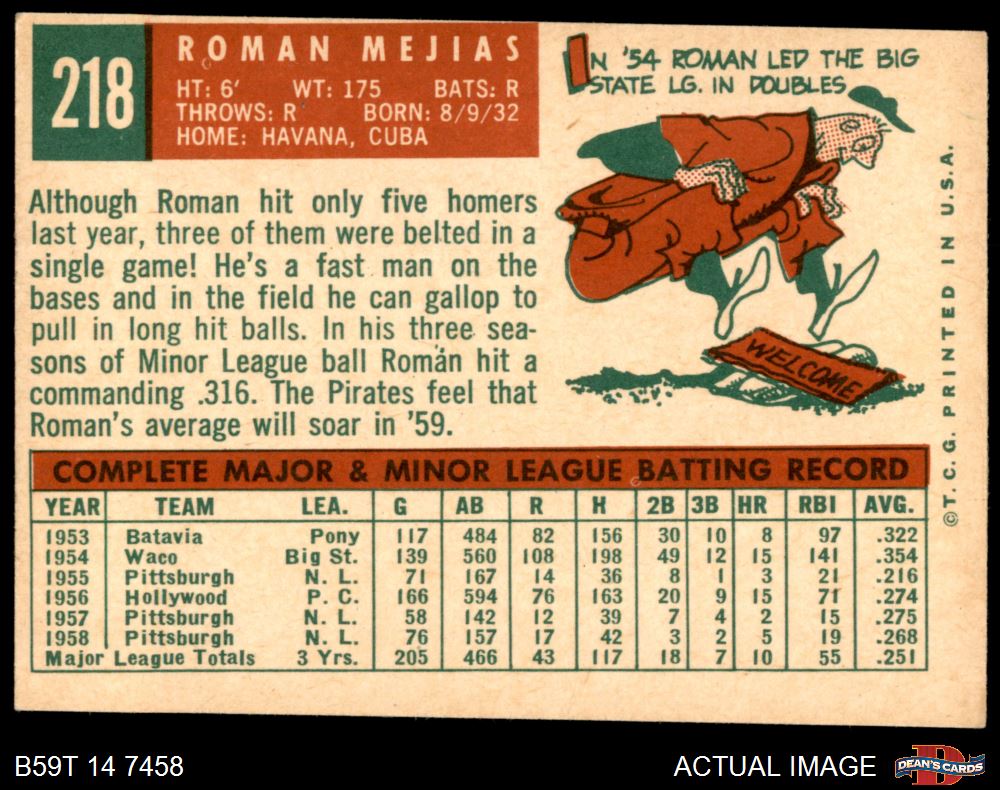 218
ROMAN MEJIAS
HT: 6' WT: 175 BATS: R
THROWS: R BORN: 8/9/32
HOME: HAVANA, CUBA
IN '54 ROMAN LED THE BIG
STATE LG. IN DOUBLES
Although Roman hit only five homers
last year, three of them were belted in a
single game! He's a fast man on the
bases and in the field he can gallop to
pull in long hit balls. In his three sea-
sons of Minor League ball Roman hit a
commanding .316. The Pirates feel that
Roman's average will soar in '59.
WELCOME
©T. C. G. PRINTED IN U.S.A.
COMPLETE MAJOR & MINOR LEAGUE BATTING RECORD
YEAR TEAM LEA. G AB R H 2B 3B HR RBI AVG.
1953 Batavia Pony 117 484 82 156 30 10 8 97 .322
1954 Waco Big St. 139 560 108 198 49 12 15 141 .354
1955 Pittsburgh N. L. 71 167 14 36 8 1 3 21 .216
1956 Hollywood P. C. 166 594 76 163 20 9 15 71 .274
1957 Pittsburgh N. L. 58 142 12 39 7 4 2 15 .275
1958 Pittsburgh N. L. 76 157 17 42 3 2 5 19 .268
Major League Totals 3 Yrs. 205 466 43 117 18 7 10 55 .251
B59T 14 7458
ACTUAL IMAGE
DEAN'S CARDS